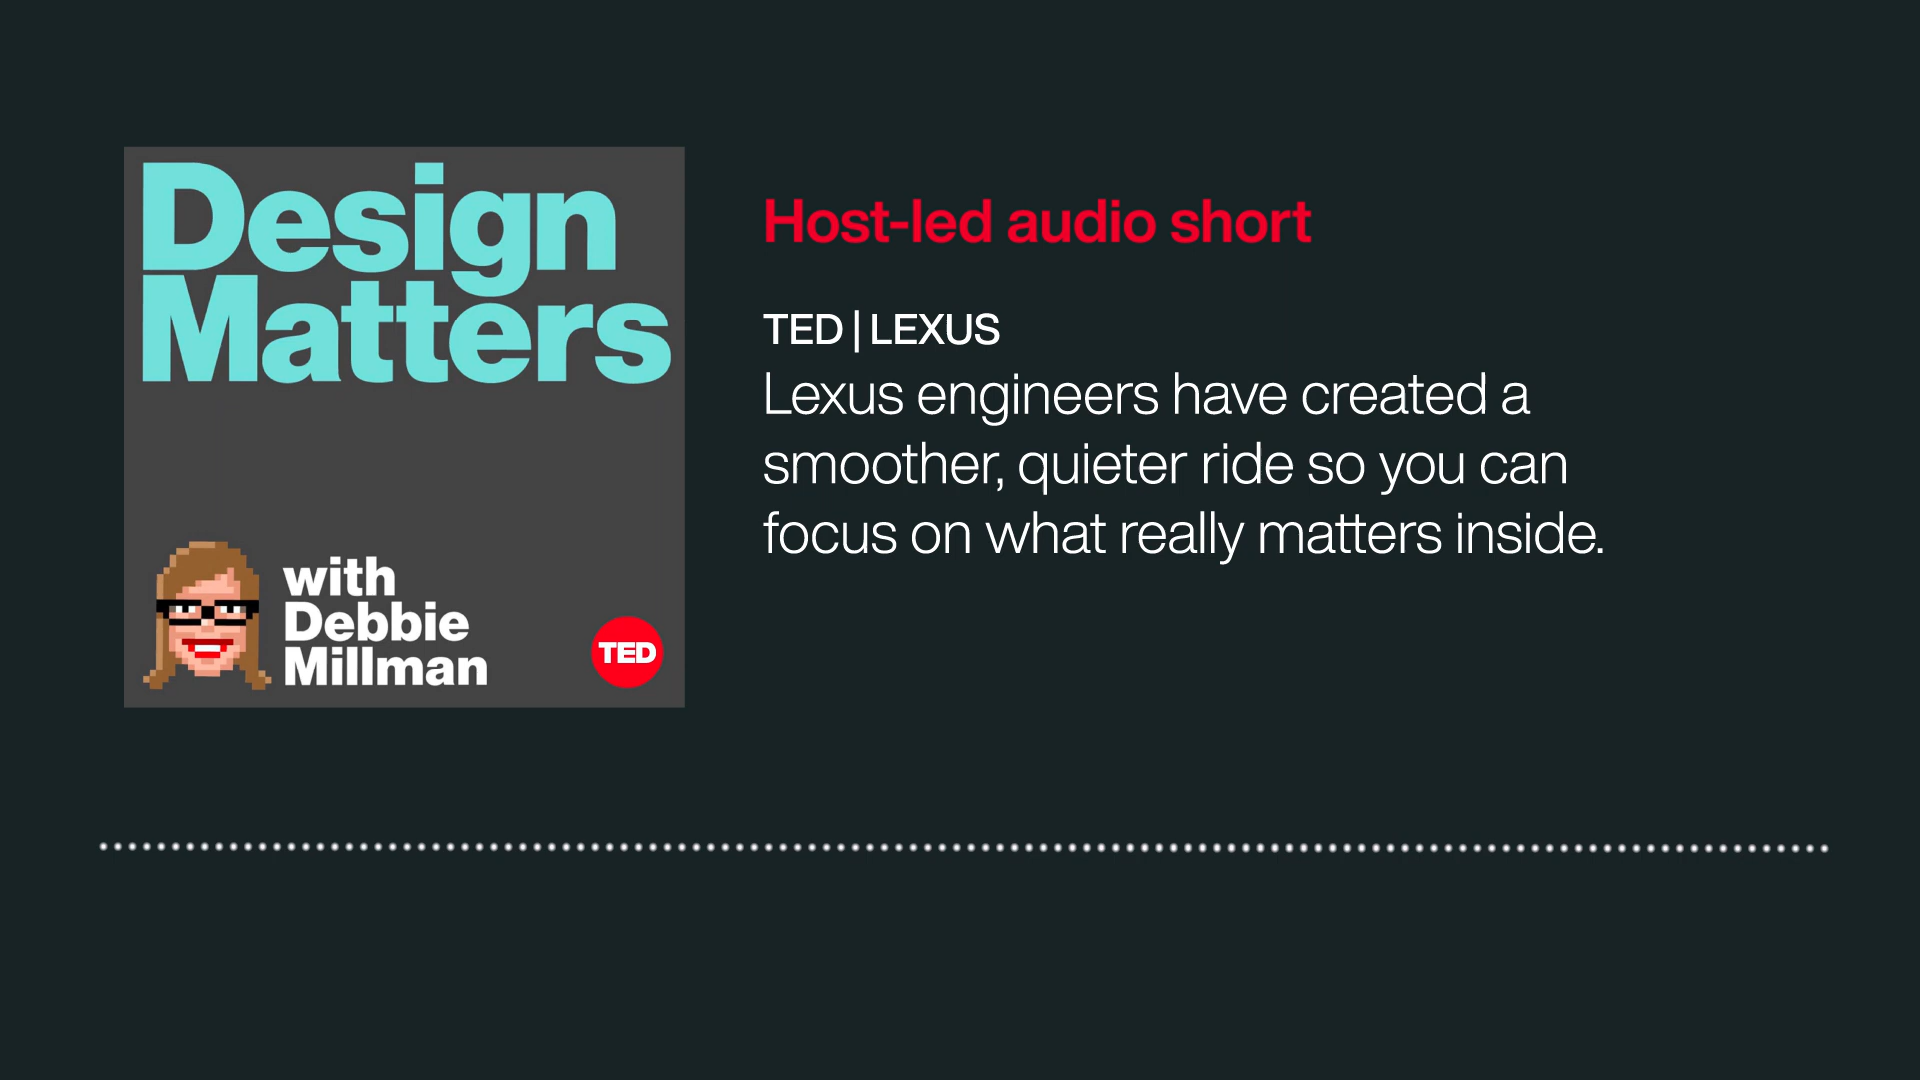 Design
Matters
with
Debbie
Millman
TED
Host-led audio short
TED | LEXUS
Lexus engineers have created a
smoother, quieter ride so you can
focus on what really matters inside.